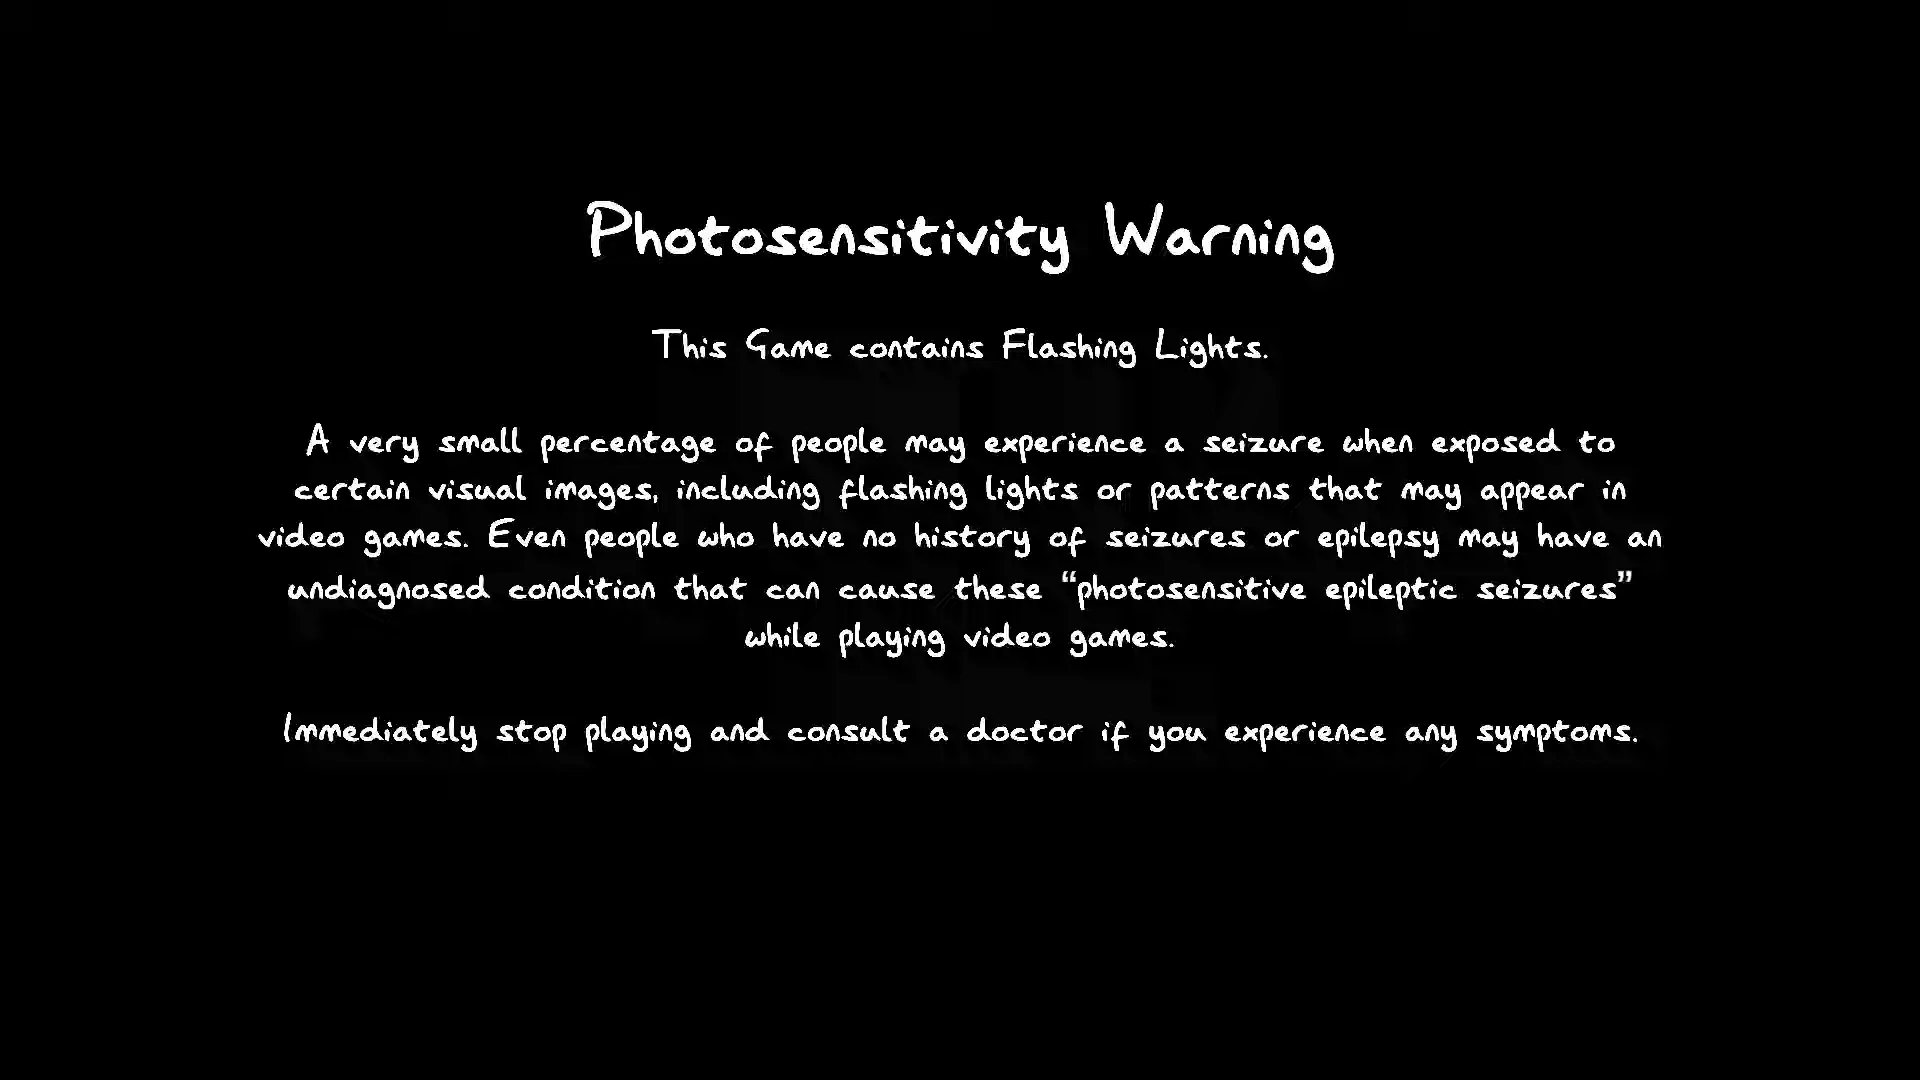 Photosensitivity Warning
This Game contains Flashing Lights.
A very small percentage of people may experience a seizure when exposed to
certain visual images, including flashing lights or patterns that may appear in
video games. Even people who have no history of seizures or epilepsy may have an
undiagnosed condition that can cause these “photosensitive epileptic seizures”
while playing video games.
Immediately stop playing and consult a doctor if you experience any symptoms.